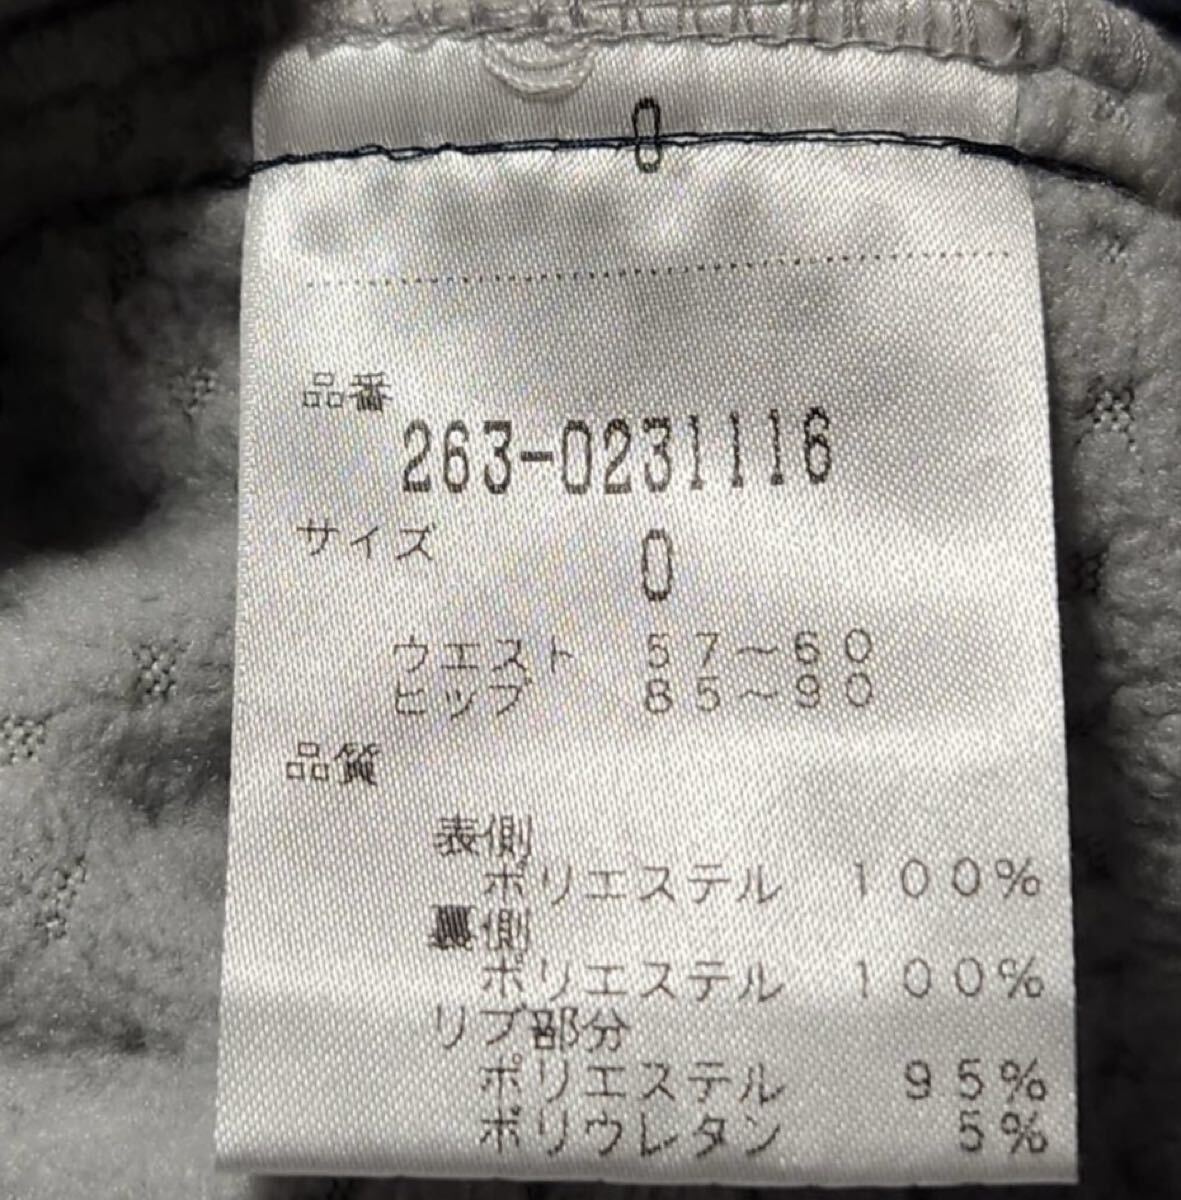 0
品番
263-0231116
サイズ
0
ウエスト 57～60
ヒップ 85～90
品質
表側
ポリエステル 100%
裏側
ポリエステル 100%
リブ部分
ポリエステル 95%
ポリウレタン 5%